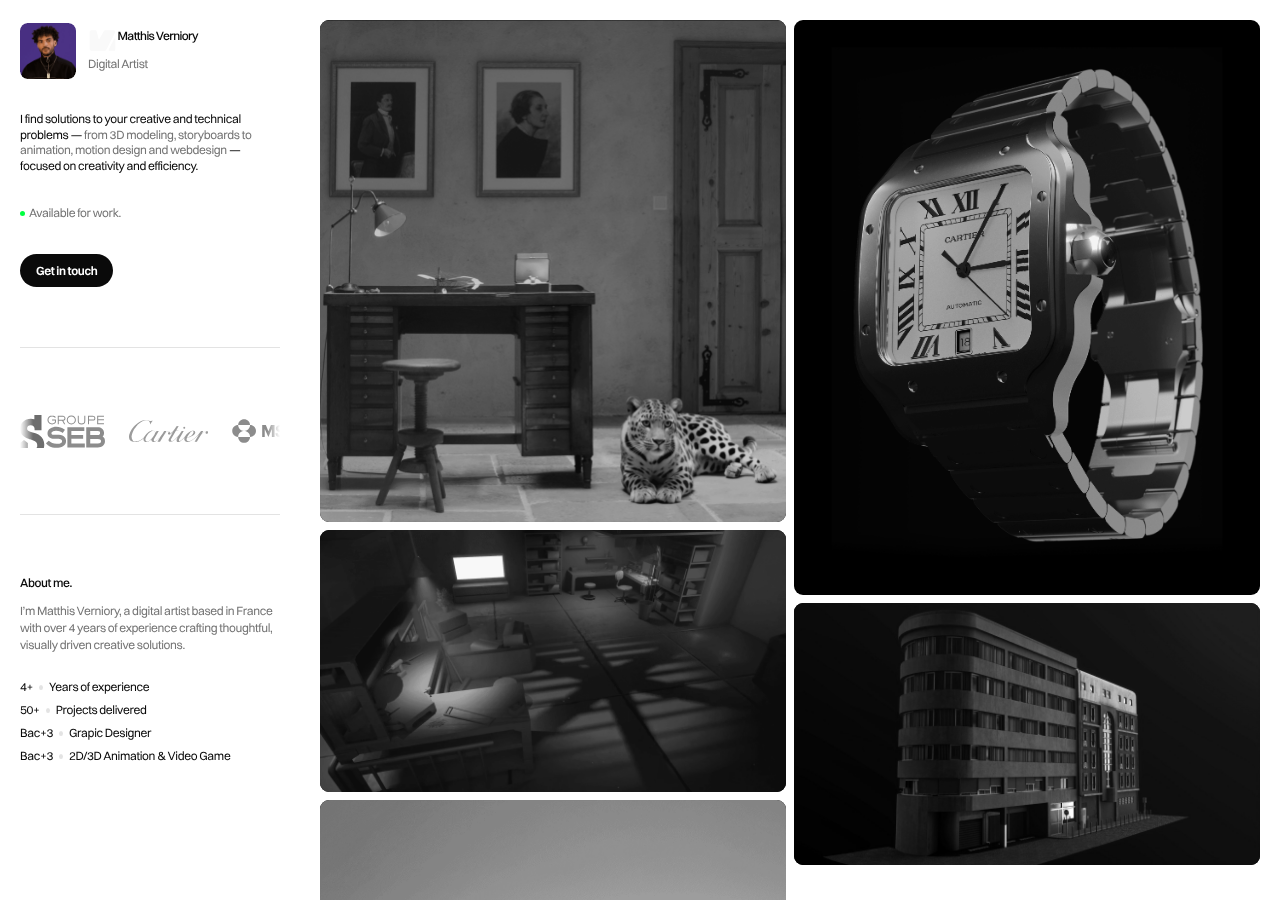 Matthis Verniory
Digital Artist
I find solutions to your creative and technical
problems — from 3D modeling, storyboards to
animation, motion design and webdesign —
focused on creativity and efficiency.
Available for work.
Get in touch
GROUPE
SEB
Cartier
About me.
I'm Matthis Verniory, a digital artist based in France
with over 4 years of experience crafting thoughtful,
visually driven creative solutions.
4+ Years of experience
50+ Projects delivered
Bac+3 Grapic Designer
Bac+3 2D/3D Animation & Video Game
XI XII
CARTIER
AUTOMATIC